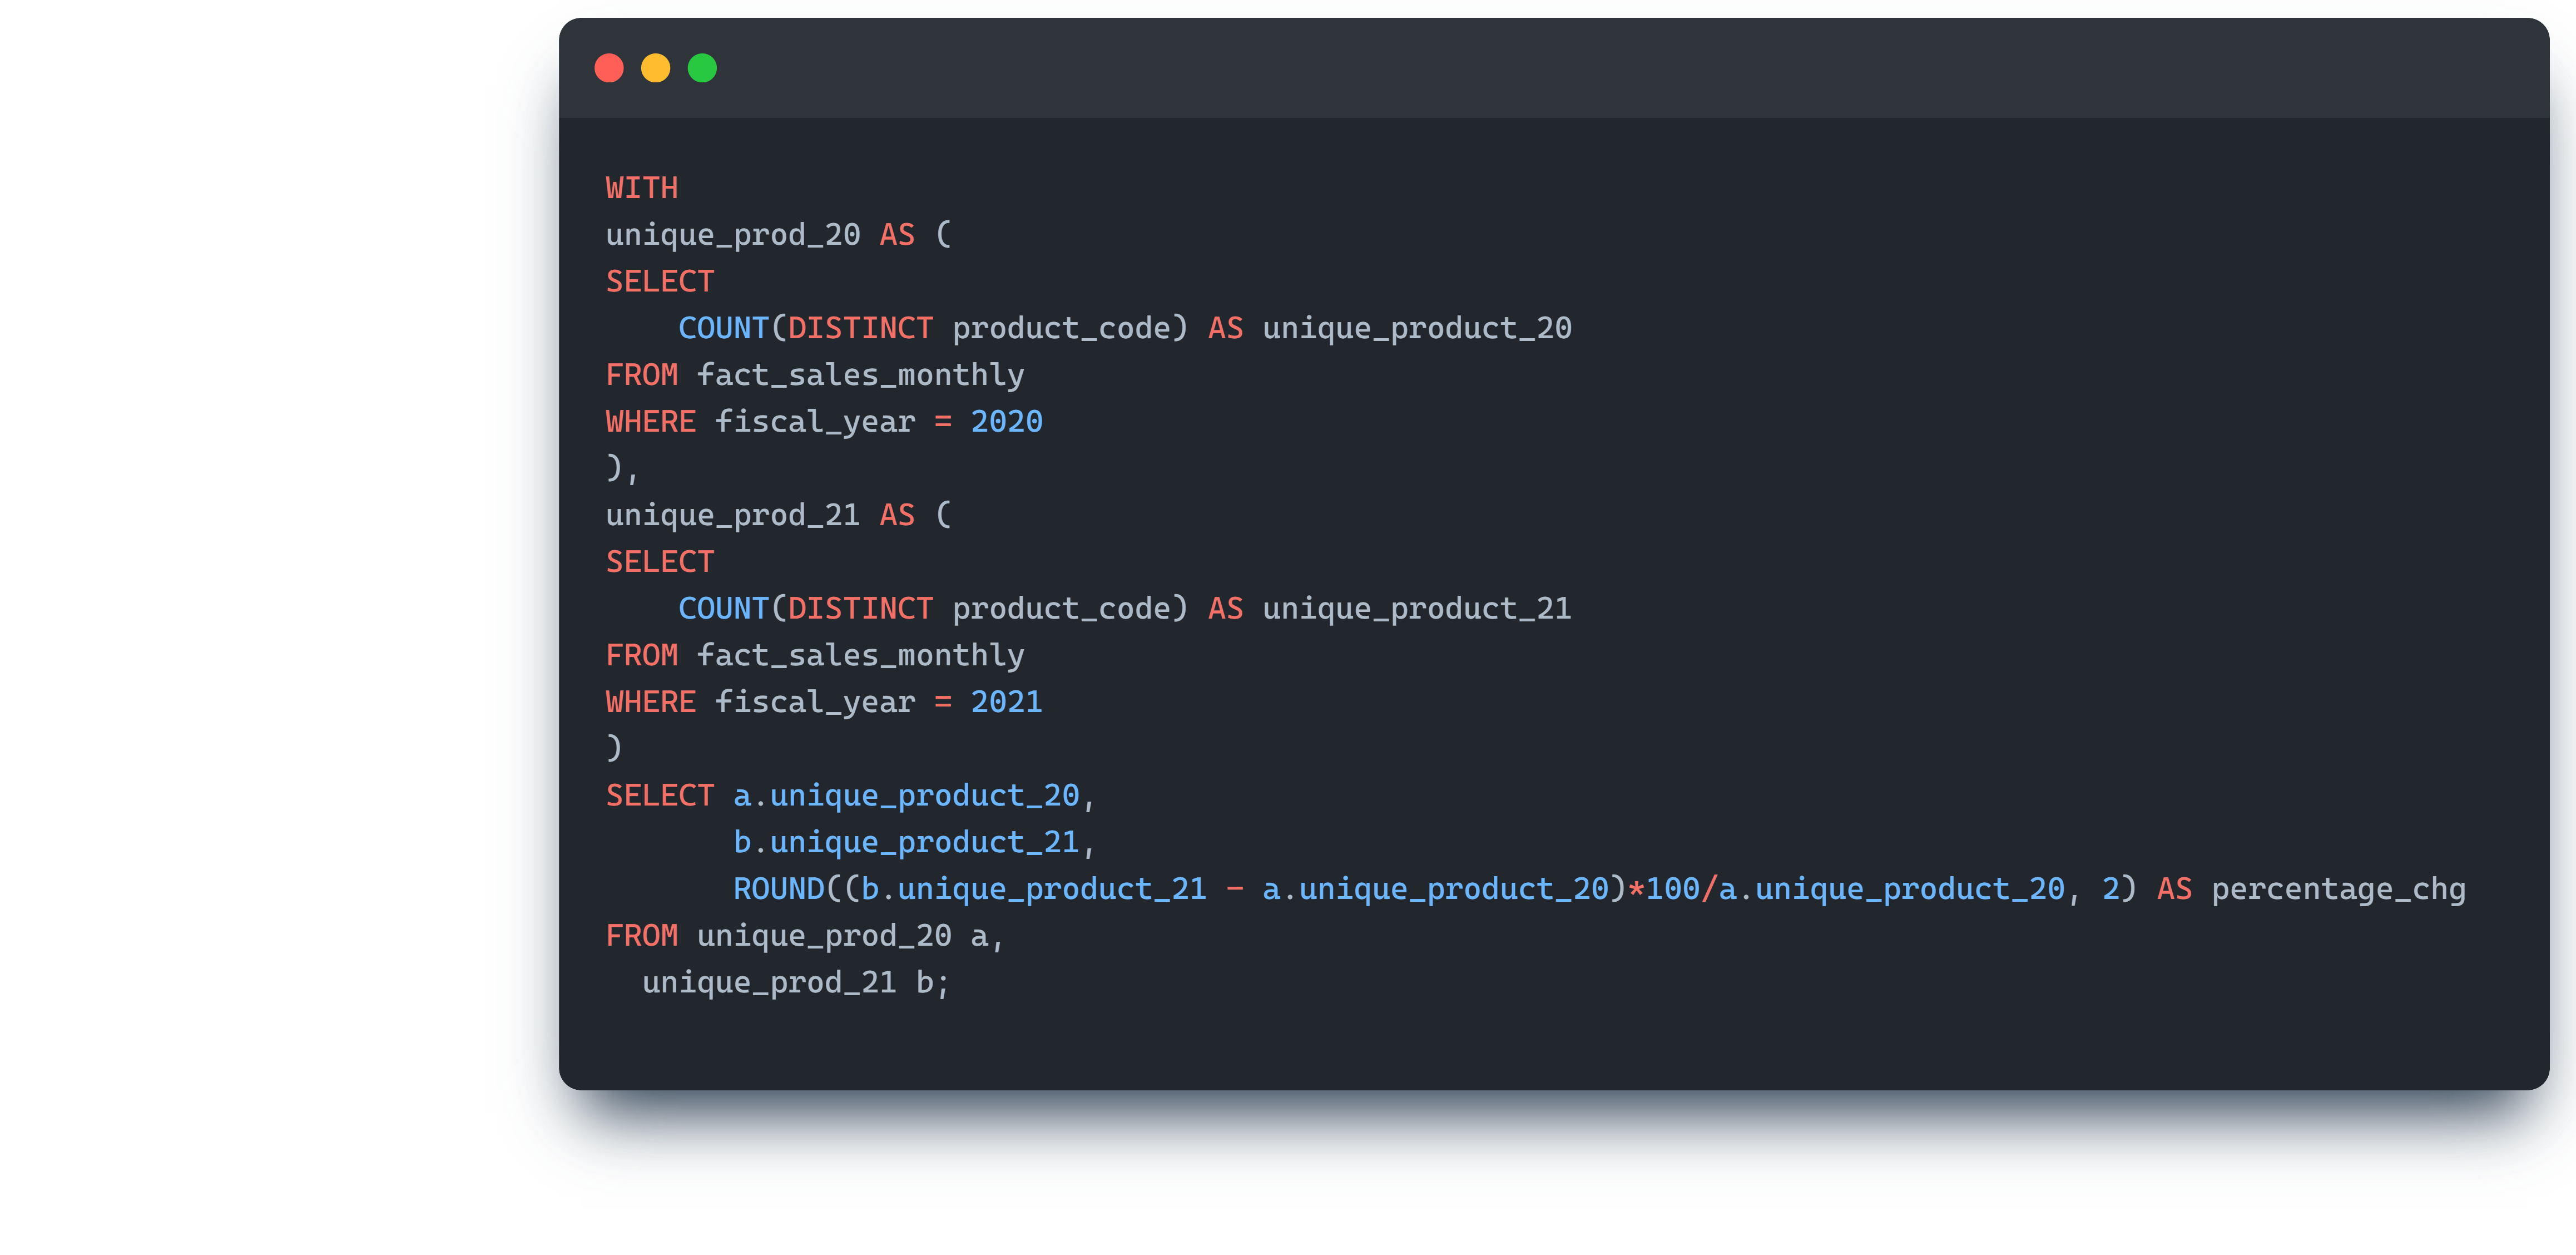 WITH
unique_prod_20 AS (
SELECT
    COUNT(DISTINCT product_code) AS unique_product_20
FROM fact_sales_monthly
WHERE fiscal_year = 2020
),
unique_prod_21 AS (
SELECT
    COUNT(DISTINCT product_code) AS unique_product_21
FROM fact_sales_monthly
WHERE fiscal_year = 2021
)
SELECT a.unique_product_20,
       b.unique_product_21,
       ROUND((b.unique_product_21 - a.unique_product_20)*100/a.unique_product_20, 2) AS percentage_chg
FROM unique_prod_20 a,
  unique_prod_21 b;